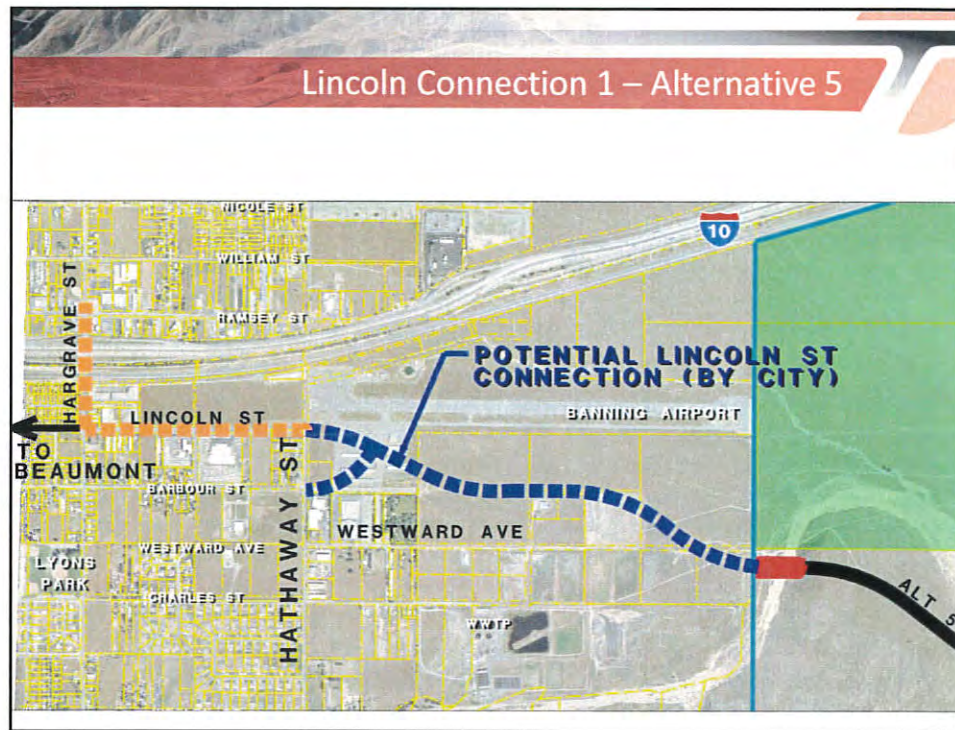 Lincoln Connection 1 – Alternative 5
NICOLE ST
10
WILLIAM ST
HARGRAVE ST
RAMSEY ST
POTENTIAL LINCOLN ST
CONNECTION (BY CITY)
LINCOLN ST
BANNING AIRPORT
TO
BEAUMONT
BARBOUR ST
HATHAWAY ST
WESTWARD AVE
WESTWARD AVE
LYONS
PARK
CHARLES ST
WWTP
ALT 5